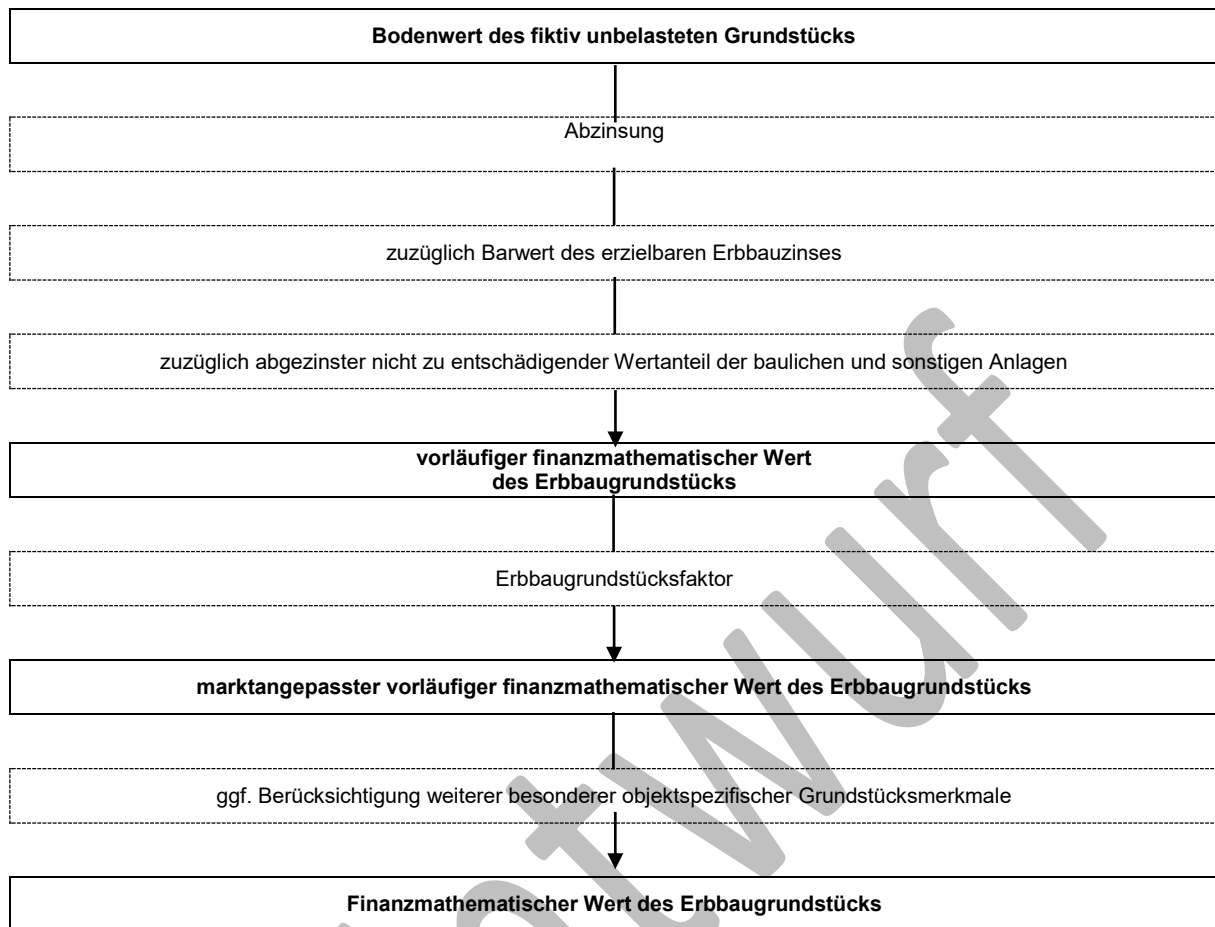 Bodenwert des fiktiv unbelasteten Grundstücks
Abzinsung
zuzüglich Barwert des erzielbaren Erbbauzinses
zuzüglich abgezinster nicht zu entschädigender Wertanteil der baulichen und sonstigen Anlagen
vorläufiger finanzmathematischer Wert
des Erbbaugrundstücks
Erbbaugrundstücksfaktor
marktangepasster vorläufiger finanzmathematischer Wert des Erbbaugrundstücks
ggf. Berücksichtigung weiterer besonderer objektspezifischer Grundstücksmerkmale
Finanzmathematischer Wert des Erbbaugrundstücks